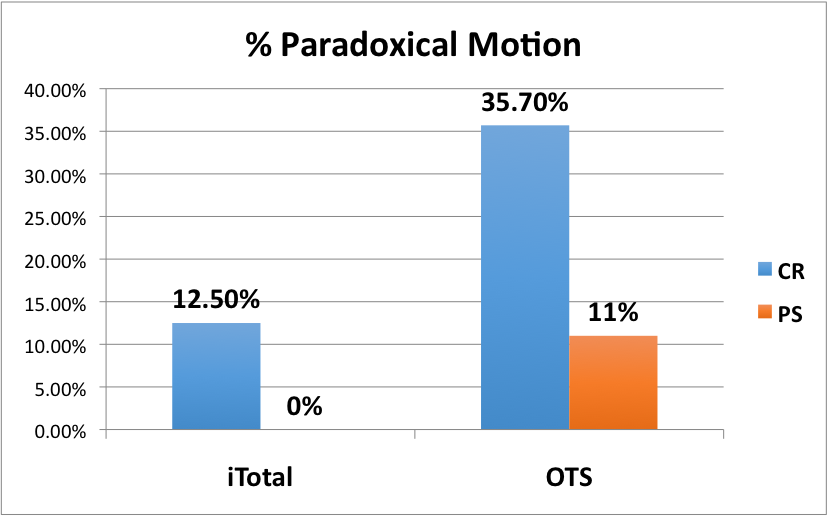 % Paradoxical Motion
40.00%
35.00%
30.00%
25.00%
20.00%
15.00%
10.00%
5.00%
0.00%
12.50%
0%
35.70%
11%
iTotal
OTS
CR
PS